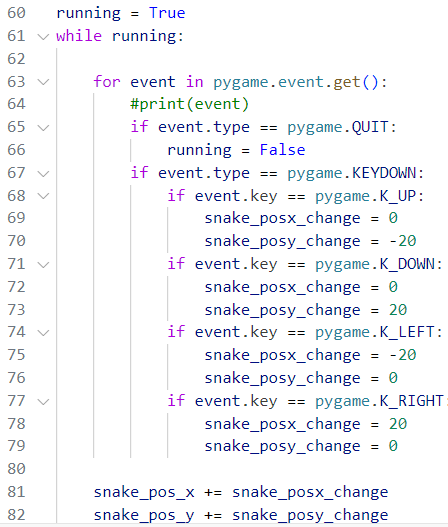 60 running = True
61 while running:
62
63     for event in pygame.event.get():
64         #print(event)
65         if event.type == pygame.QUIT:
66             running = False
67         if event.type == pygame.KEYDOWN:
68             if event.key == pygame.K_UP:
69                 snake_posx_change = 0
70                 snake_posy_change = -20
71             if event.key == pygame.K_DOWN:
72                 snake_posx_change = 0
73                 snake_posy_change = 20
74             if event.key == pygame.K_LEFT:
75                 snake_posx_change = -20
76                 snake_posy_change = 0
77             if event.key == pygame.K_RIGHT
78                 snake_posx_change = 20
79                 snake_posy_change = 0
80
81     snake_pos_x += snake_posx_change
82     snake_pos_y += snake_posy_change